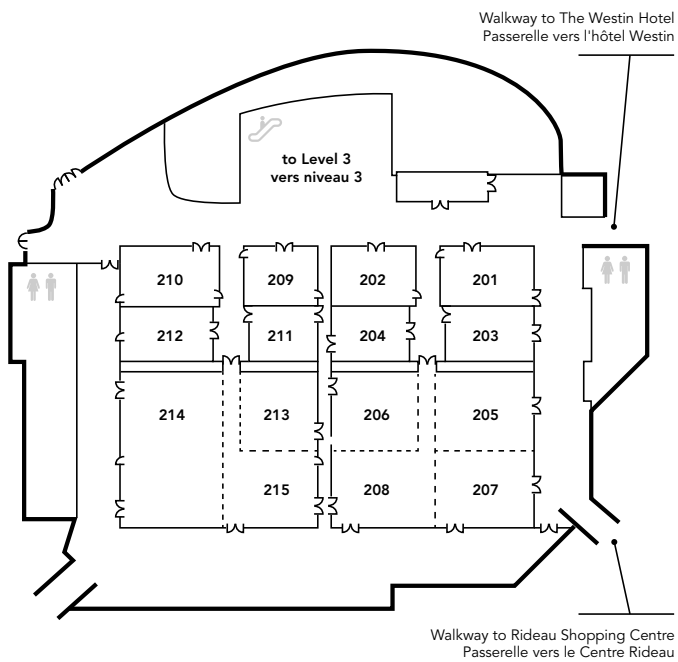 Walkway to The Westin Hotel
Passerelle vers l'hôtel Westin
to Level 3
vers niveau 3
210
209
202
201
212
211
204
203
214
213
206
205
215
208
207
Walkway to Rideau Shopping Centre
Passerelle vers le Centre Rideau